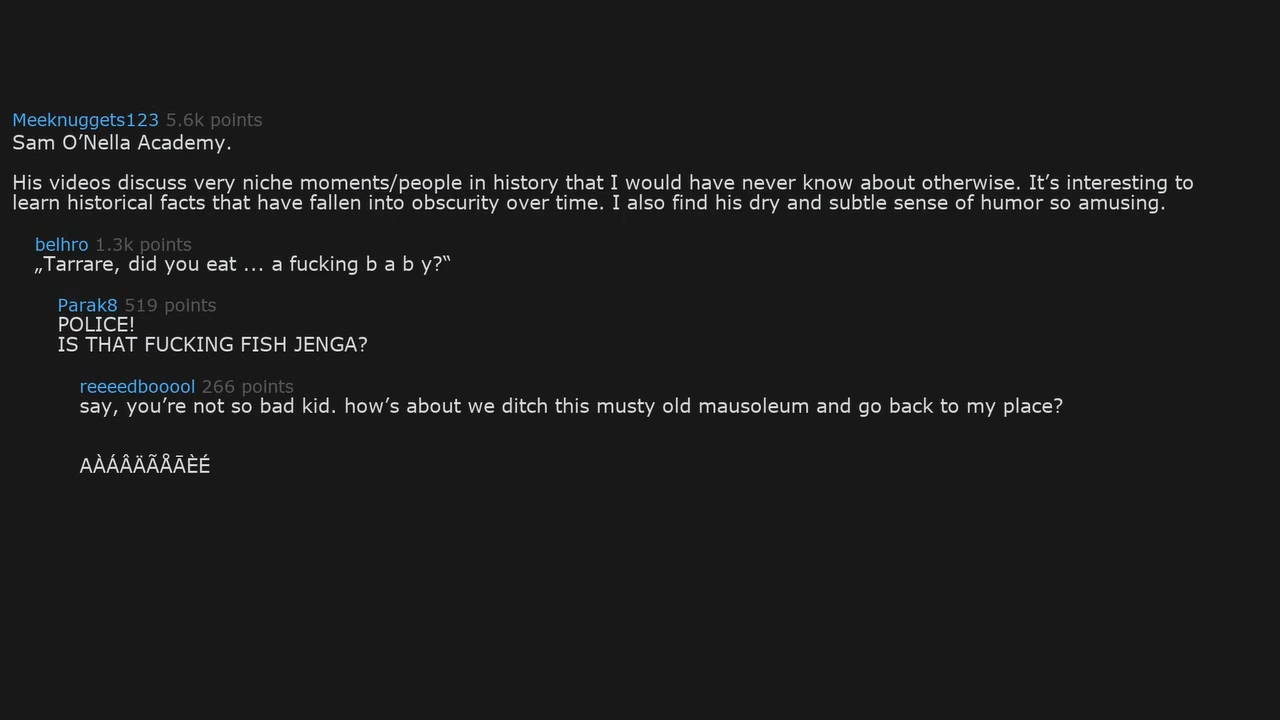 Meeknuggets123 5.6k points
Sam O’Nella Academy.
His videos discuss very niche moments/people in history that I would have never know about otherwise. It’s interesting to
learn historical facts that have fallen into obscurity over time. I also find his dry and subtle sense of humor so amusing.
belhro 1.3k points
„Tarrare, did you eat ... a fucking b a b y?“
Parak8 519 points
POLICE!
IS THAT FUCKING FISH JENGA?
reeeedbooool 266 points
say, you’re not so bad kid. how’s about we ditch this musty old mausoleum and go back to my place?
AÀÁÂÄÃÅĀÈÉ